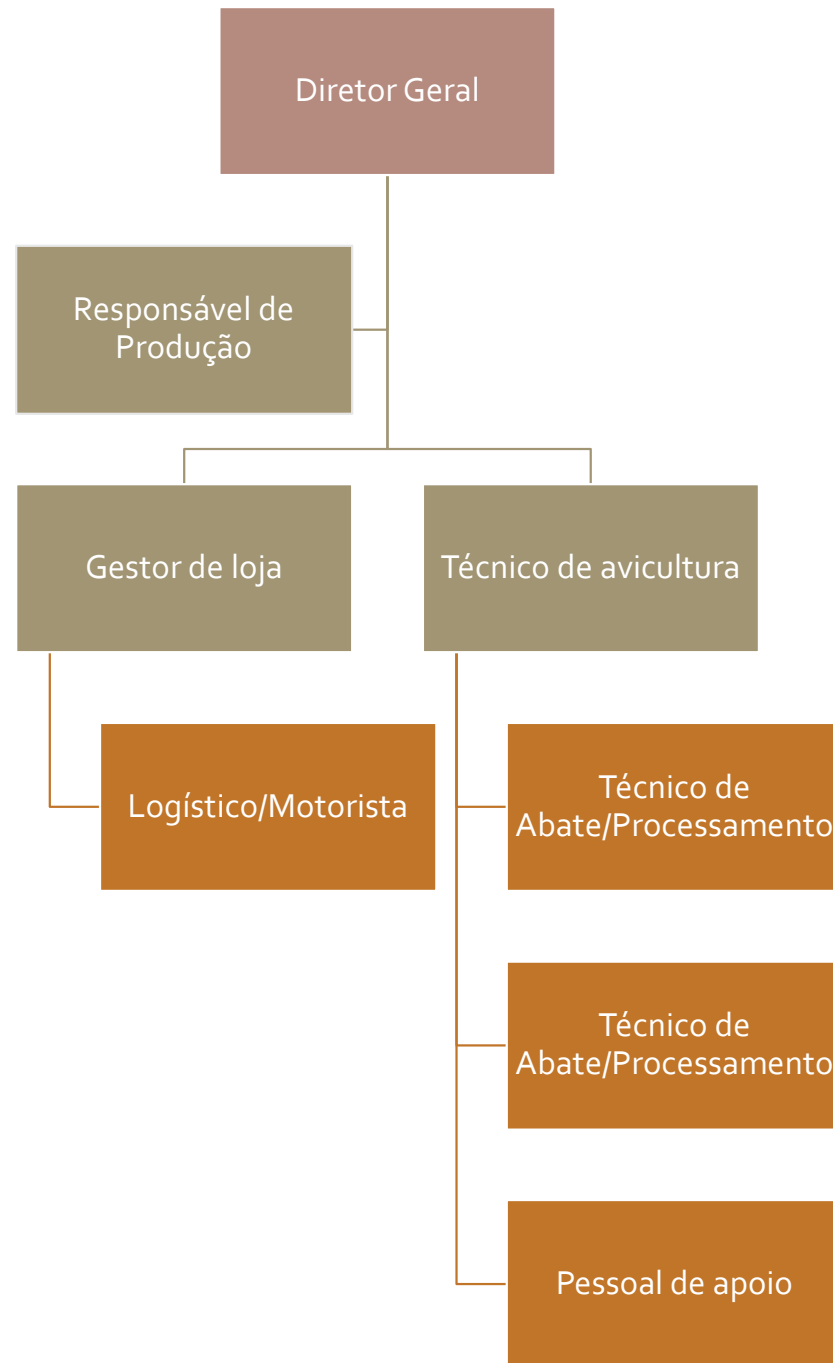 Diretor Geral
Responsável de
Produção
Gestor de loja
Técnico de avicultura
Logístico/Motorista
Técnico de
Abate/Processamento
Técnico de
Abate/Processamento
Pessoal de apoio